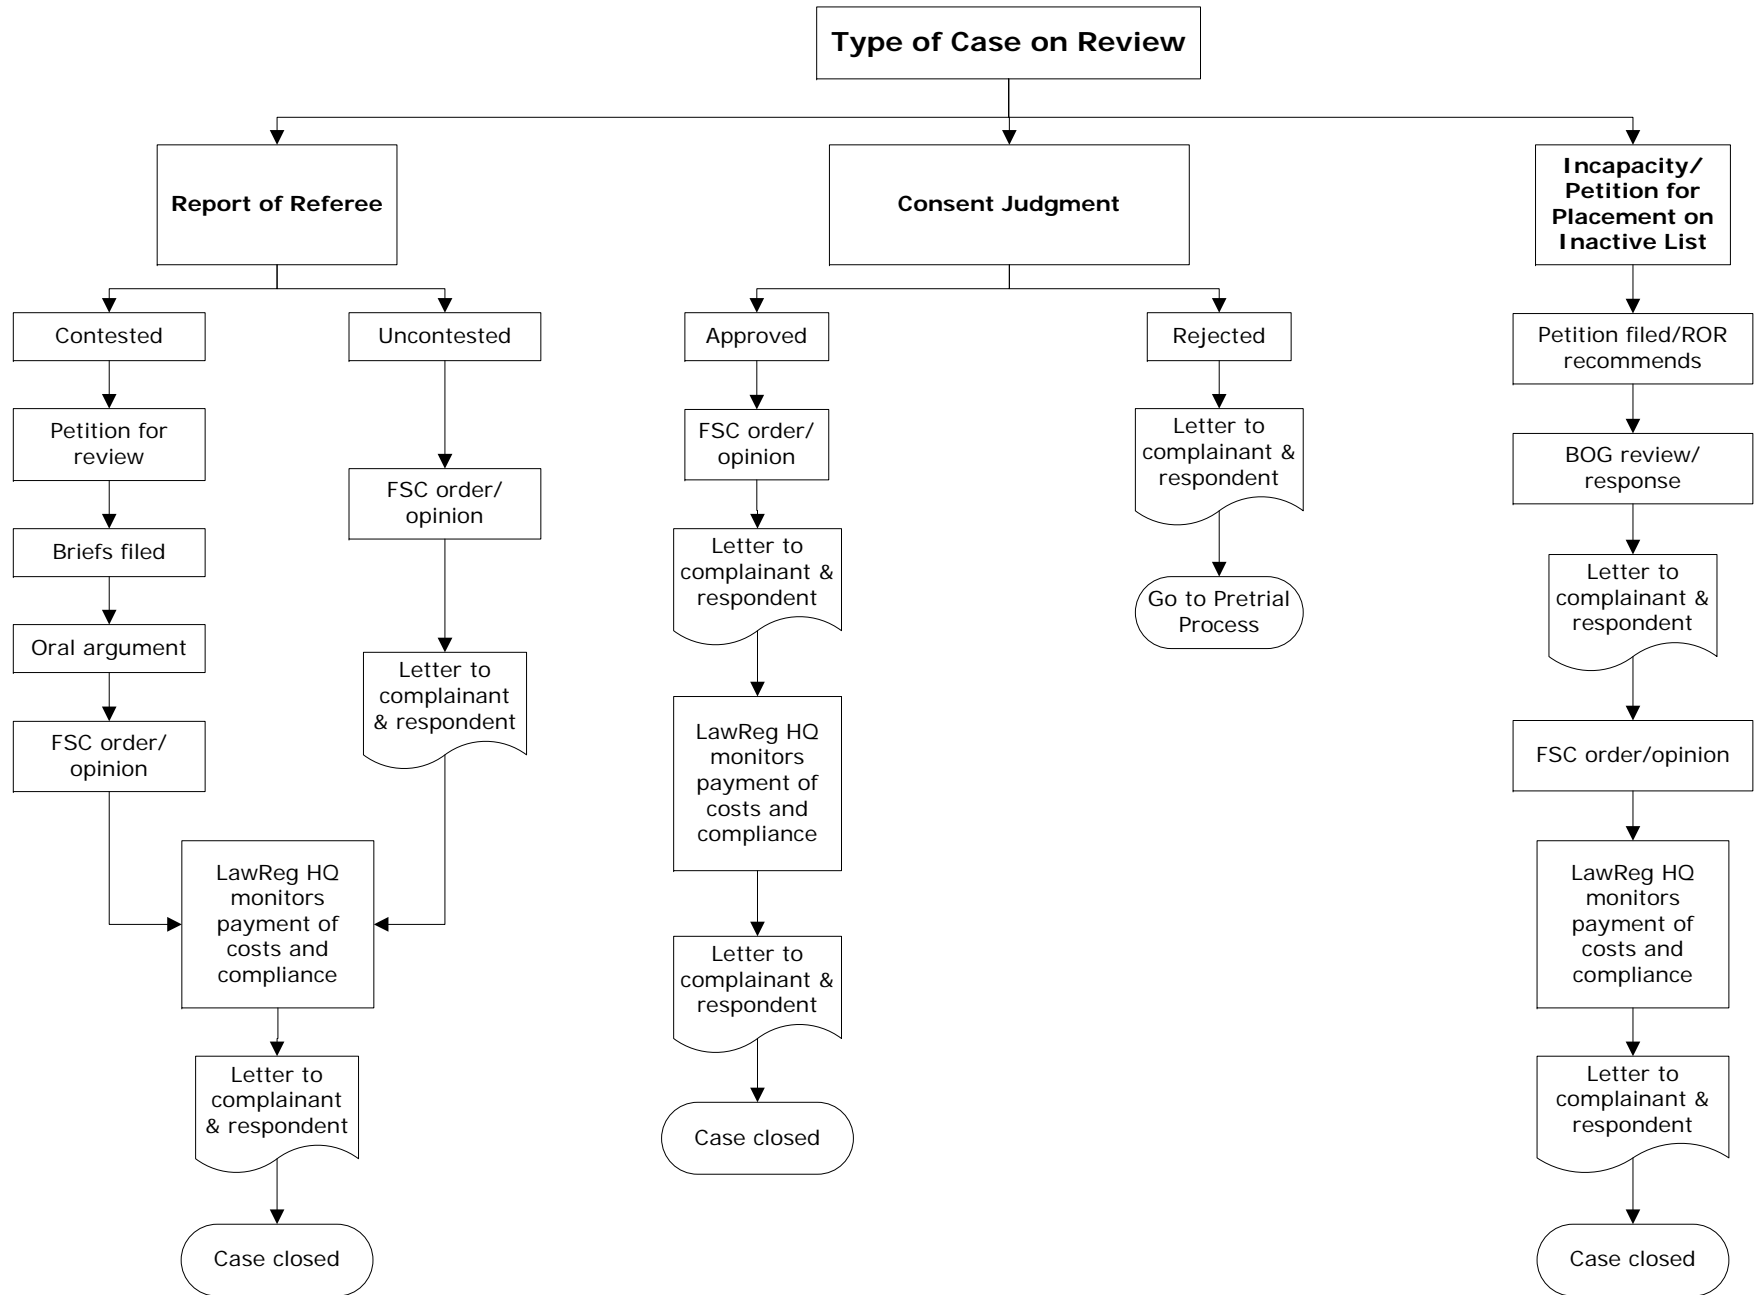 Type of Case on Review
Report of Referee
Consent Judgment
Incapacity/
Petition for
Placement on
Inactive List
Contested
Uncontested
Approved
Rejected
Petition filed/ROR
recommends
Petition for
review
FSC order/
opinion
FSC order/
opinion
Letter to
complainant &
respondent
BOG review/
response
Briefs filed
Letter to
complainant &
respondent
Go to Pretrial
Process
Letter to
complainant &
respondent
Oral argument
Letter to
complainant
& respondent
FSC order/
opinion
LawReg HQ
monitors
payment of
costs and
compliance
FSC order/opinion
LawReg HQ
monitors
payment of
costs and
compliance
Letter to
complainant &
respondent
LawReg HQ
monitors
payment of
costs and
compliance
Letter to
complainant
& respondent
Case closed
Letter to
complainant &
respondent
Case closed
Case closed